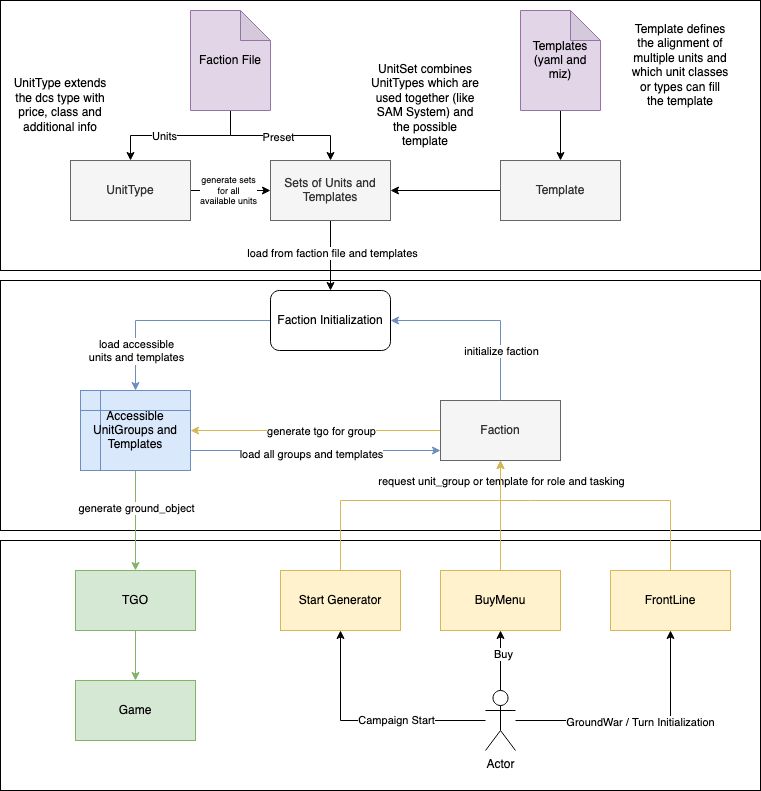 Faction File
Templates
(yaml and
miz)
Template defines
the alignment of
multiple units and
which unit classes
or types can fill
the template
UnitType extends
the dcs type with
price, class and
additional info
UnitSet combines
UnitTypes which are
used together (like
SAM System) and
the possible
template
Units
Preset
UnitType
generate sets
for all
available units
Sets of Units and
Templates
Template
load from faction file and templates
Faction Initialization
load accessible
units and templates
initialize faction
Accessible
UnitGroups and
Templates
generate tgo for group
load all groups and templates
Faction
request unit_group or template for role and tasking
generate ground_object
TGO
Start Generator
BuyMenu
FrontLine
Buy
Game
Campaign Start
GroundWar / Turn Initialization
Actor